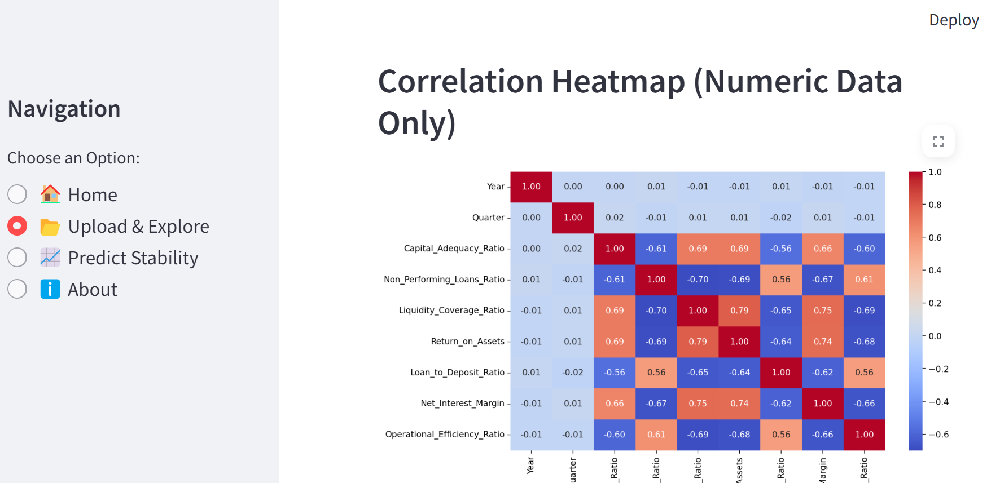 Deploy
Navigation
Choose an Option:
Home
Upload & Explore
Predict Stability
About
Correlation Heatmap (Numeric Data
Only)
Year 1.00 0.00 0.00 0.01 -0.01 -0.01 0.01 -0.01 -0.01
Quarter 0.00 1.00 0.02 -0.01 0.01 0.01 -0.02 0.01 -0.01
Capital_Adequacy_Ratio 0.00 0.02 1.00 -0.61 0.69 0.69 -0.56 0.66 -0.60
Non_Performing_Loans_Ratio 0.01 -0.01 -0.61 1.00 -0.70 -0.69 0.56 -0.67 0.61
Liquidity_Coverage_Ratio -0.01 0.01 0.69 -0.70 1.00 0.79 -0.65 0.75 -0.69
Return_on_Assets -0.01 0.01 0.69 -0.69 0.79 1.00 -0.64 0.74 -0.68
Loan_to_Deposit_Ratio 0.01 -0.02 -0.56 0.56 -0.65 -0.64 1.00 -0.62 0.56
Net_Interest_Margin -0.01 0.01 0.66 -0.67 0.75 0.74 -0.62 1.00 -0.66
Operational_Efficiency_Ratio -0.01 -0.01 -0.60 0.61 -0.69 -0.68 0.56 -0.66 1.00
Year
uarter
_Ratio
_Ratio
_Ratio
Assets
_Ratio
Margin
_Ratio
1.0
0.8
0.6
0.4
0.2
0.0
−0.2
−0.4
−0.6